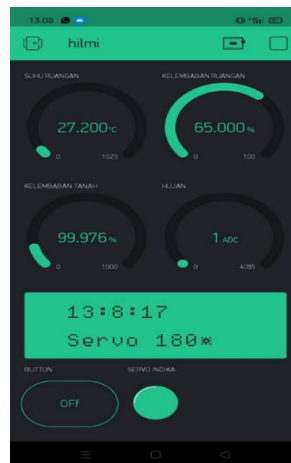 13.08
hilmi
SUHU RUANGAN
KELEMBABAN RUANGAN
27.200°C
65.000 %
0 1023
0 100
KELEMBABAN TANAH
HUJAN
99.976 %
1 ADC
0 1000
0 4095
13:8:17
Servo 180
BUTTON
SERVO INDIKA
OFF